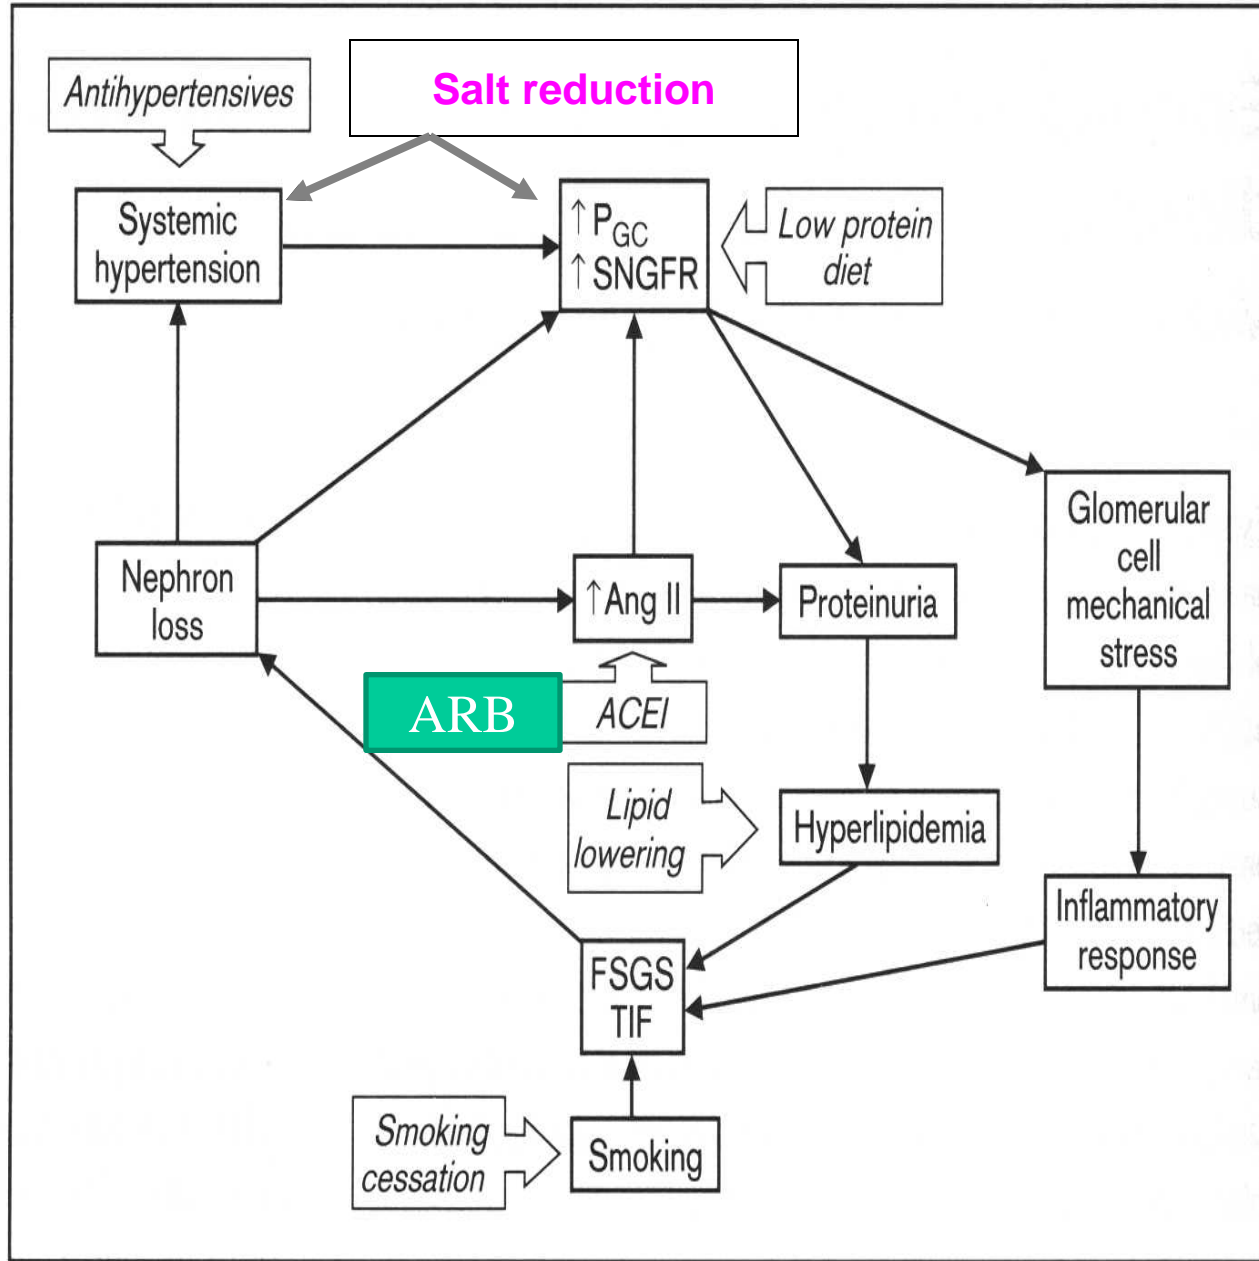 Salt reduction
Antihypertensives
Systemic
hypertension
↑ PGC
↑ SNGFR
Low protein
diet
Nephron
loss
↑ Ang II
Proteinuria
Glomerular
cell
mechanical
stress
ARB
ACEI
Lipid
lowering
Hyperlipidemia
Inflammatory
response
FSGS
TIF
Smoking
cessation
Smoking